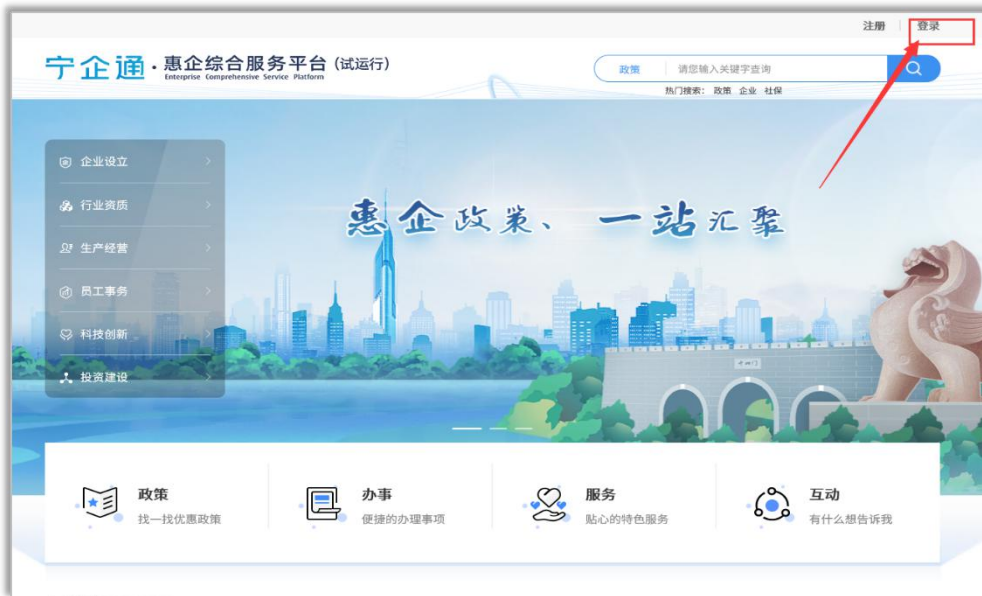 注册 登录
宁企通·惠企综合服务平台(试运行)
Enterprise Comprehensive Service Platform
政策 请您输入关键字查询
热门搜索: 政策 企业 社保
企业设立
行业资质
生产经营
员工事务
科技创新
投资建设
惠企政策、一站汇聚
政策
找一找优惠政策
办事
便捷的办理事项
服务
贴心的特色服务
互动
有什么想告诉我